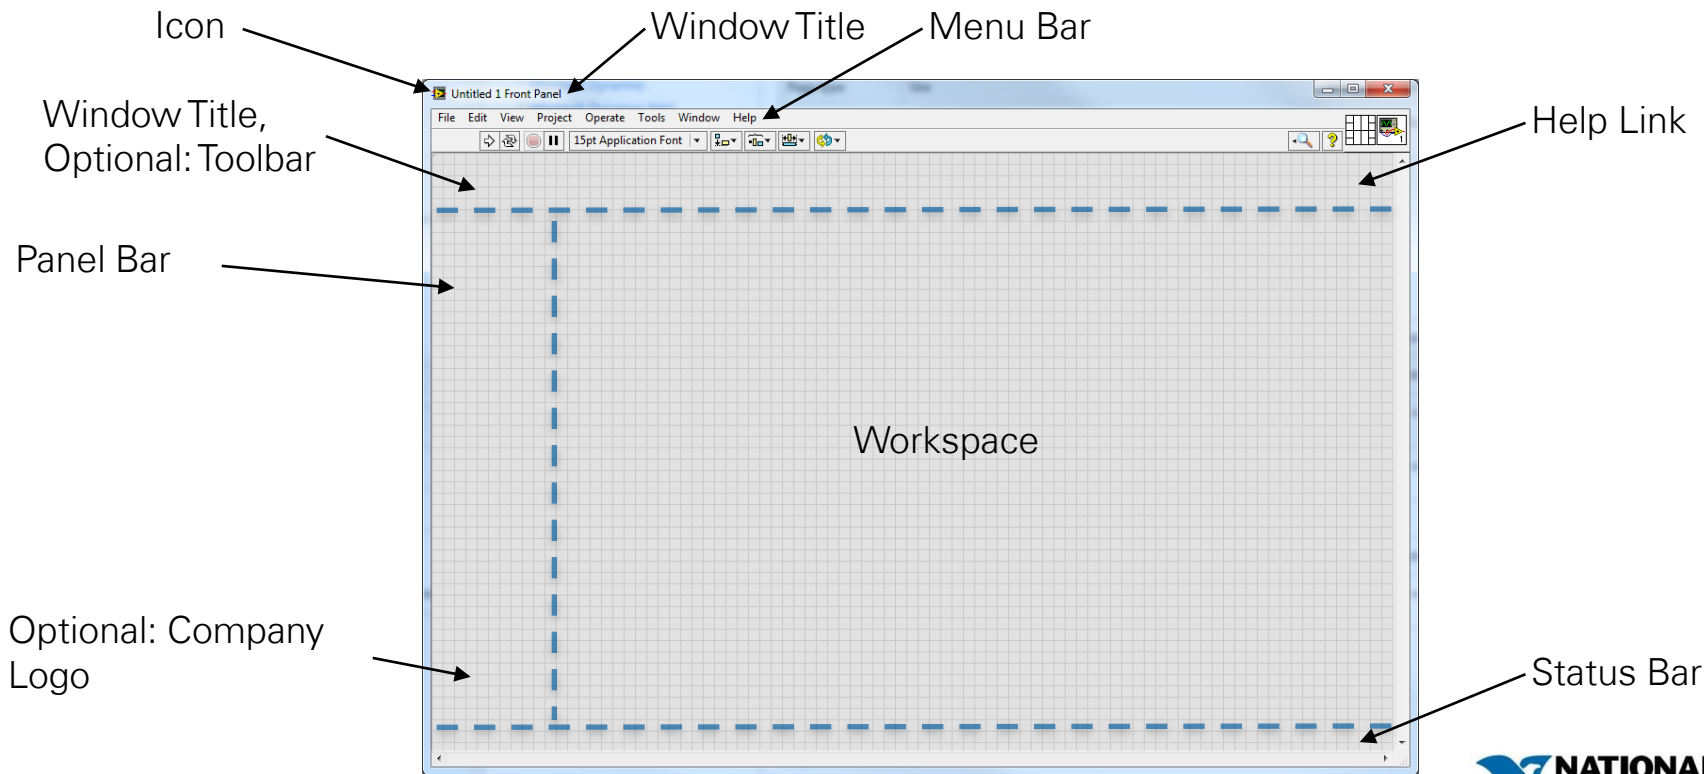 Icon
Window Title
Menu Bar
Untitled 1 Front Panel
Window Title,
Optional: Toolbar
File Edit View Project Operate Tools Window Help
Help Link
15pt Application Font
?
1
Panel Bar
Workspace
Optional: Company
Logo
Status Bar
NATIONAL